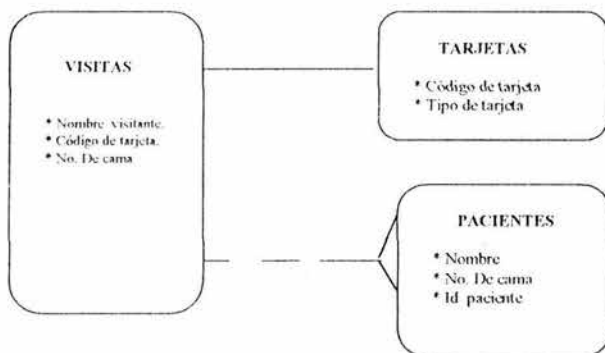 VISITAS
* Nombre visitante.
* Código de tarjeta.
* No. De cama
TARJETAS
* Código de tarjeta
* Tipo de tarjeta
PACIENTES
* Nombre
* No. De cama
* Id paciente